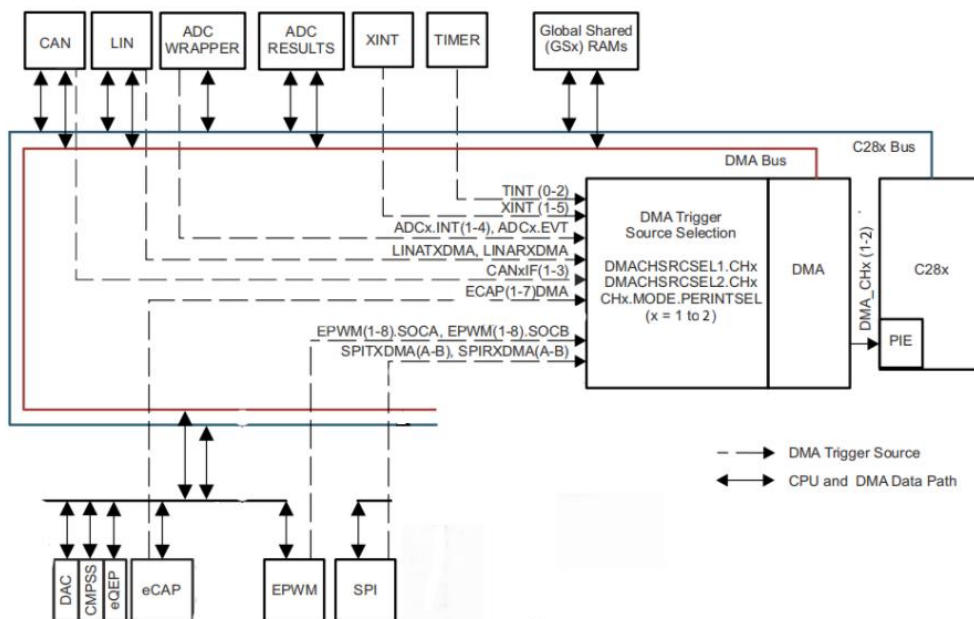 CAN
LIN
ADC
WRAPPER
ADC
RESULTS
XINT
TIMER
Global Shared
(GSx) RAMs
C28x Bus
DMA Bus
TINT (0-2)
XINT (1-5)
ADCx.INT(1-4), ADCx.EVT
LINATXDMA, LINARXDMA
CANxIF(1-3)
ECAP(1-7)DMA
EPWM(1-8).SOCA, EPWM(1-8).SOCB
SPITXDMA(A-B), SPIRXDMA(A-B)
DMA Trigger
Source Selection
DMACHSRCSEL1.CHx
DMACHSRCSEL2.CHx
CHx.MODE.PERINTSEL
(x = 1 to 2)
DMA
DMA_CHx (1-2)
C28x
PIE
DMA Trigger Source
CPU and DMA Data Path
DAC
CMPSS
eQEP
eCAP
EPWM
SPI